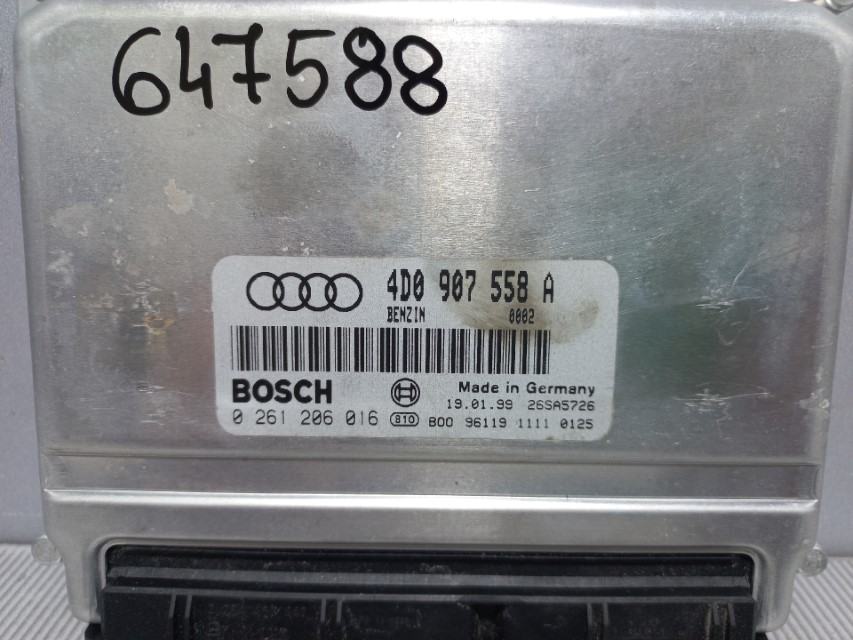 647588
4D0 907 558 A
BENZIN 0002
BOSCH Made in Germany
19.01.99 26SA5726
0 261 206 016 810 B00 96119 1111 0125